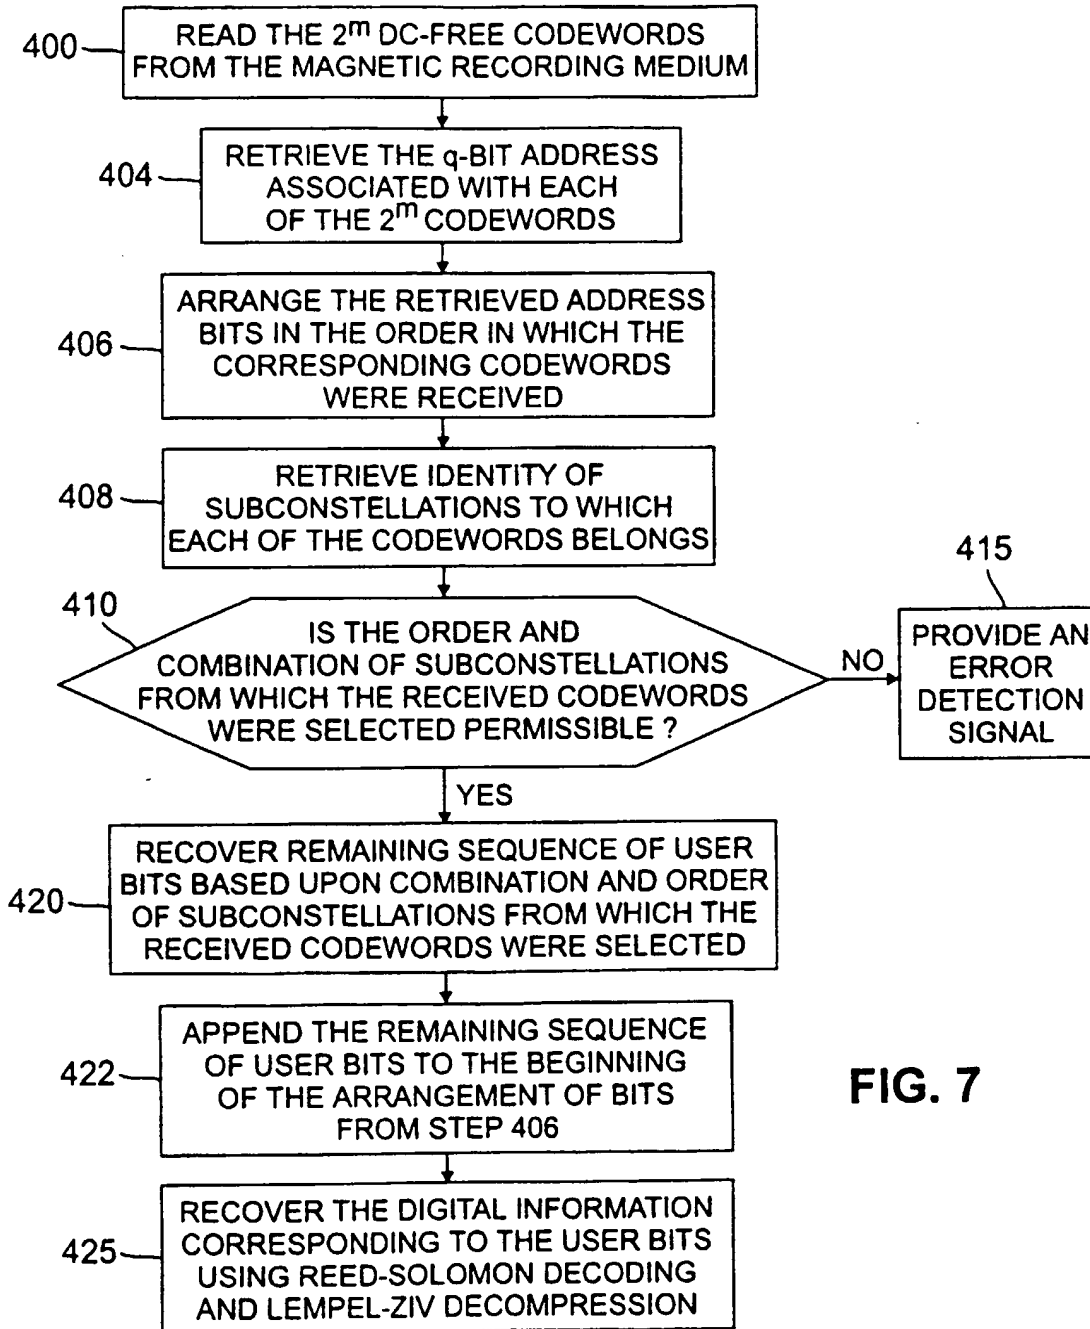 400
READ THE 2^m DC-FREE CODEWORDS
FROM THE MAGNETIC RECORDING MEDIUM
404
RETRIEVE THE q-BIT ADDRESS
ASSOCIATED WITH EACH
OF THE 2^m CODEWORDS
406
ARRANGE THE RETRIEVED ADDRESS
BITS IN THE ORDER IN WHICH THE
CORRESPONDING CODEWORDS
WERE RECEIVED
408
RETRIEVE IDENTITY OF
SUBCONSTELLATIONS TO WHICH
EACH OF THE CODEWORDS BELONGS
410
IS THE ORDER AND
COMBINATION OF SUBCONSTELLATIONS
FROM WHICH THE RECEIVED CODEWORDS
WERE SELECTED PERMISSIBLE ?
NO
415
PROVIDE AN
ERROR
DETECTION
SIGNAL
YES
420
RECOVER REMAINING SEQUENCE OF USER
BITS BASED UPON COMBINATION AND ORDER
OF SUBCONSTELLATIONS FROM WHICH THE
RECEIVED CODEWORDS WERE SELECTED
422
APPEND THE REMAINING SEQUENCE
OF USER BITS TO THE BEGINNING
OF THE ARRANGEMENT OF BITS
FROM STEP 406
FIG. 7
425
RECOVER THE DIGITAL INFORMATION
CORRESPONDING TO THE USER BITS
USING REED-SOLOMON DECODING
AND LEMPEL-ZIV DECOMPRESSION